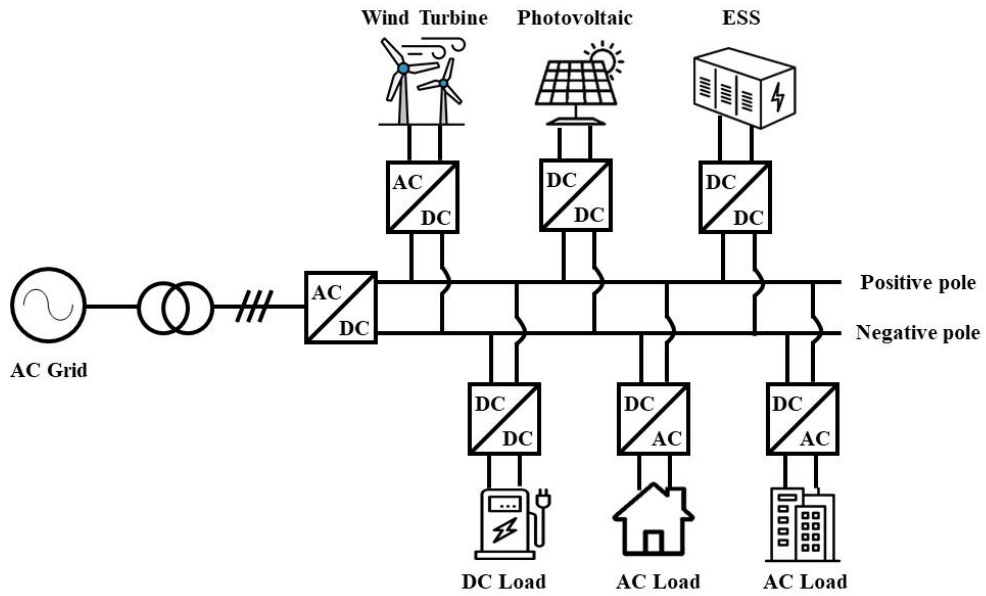 Wind Turbine
Photovoltaic
ESS
AC
DC
DC
DC
DC
DC
AC
DC
Positive pole
Negative pole
AC Grid
DC
DC
DC
AC
DC
AC
DC Load
AC Load
AC Load